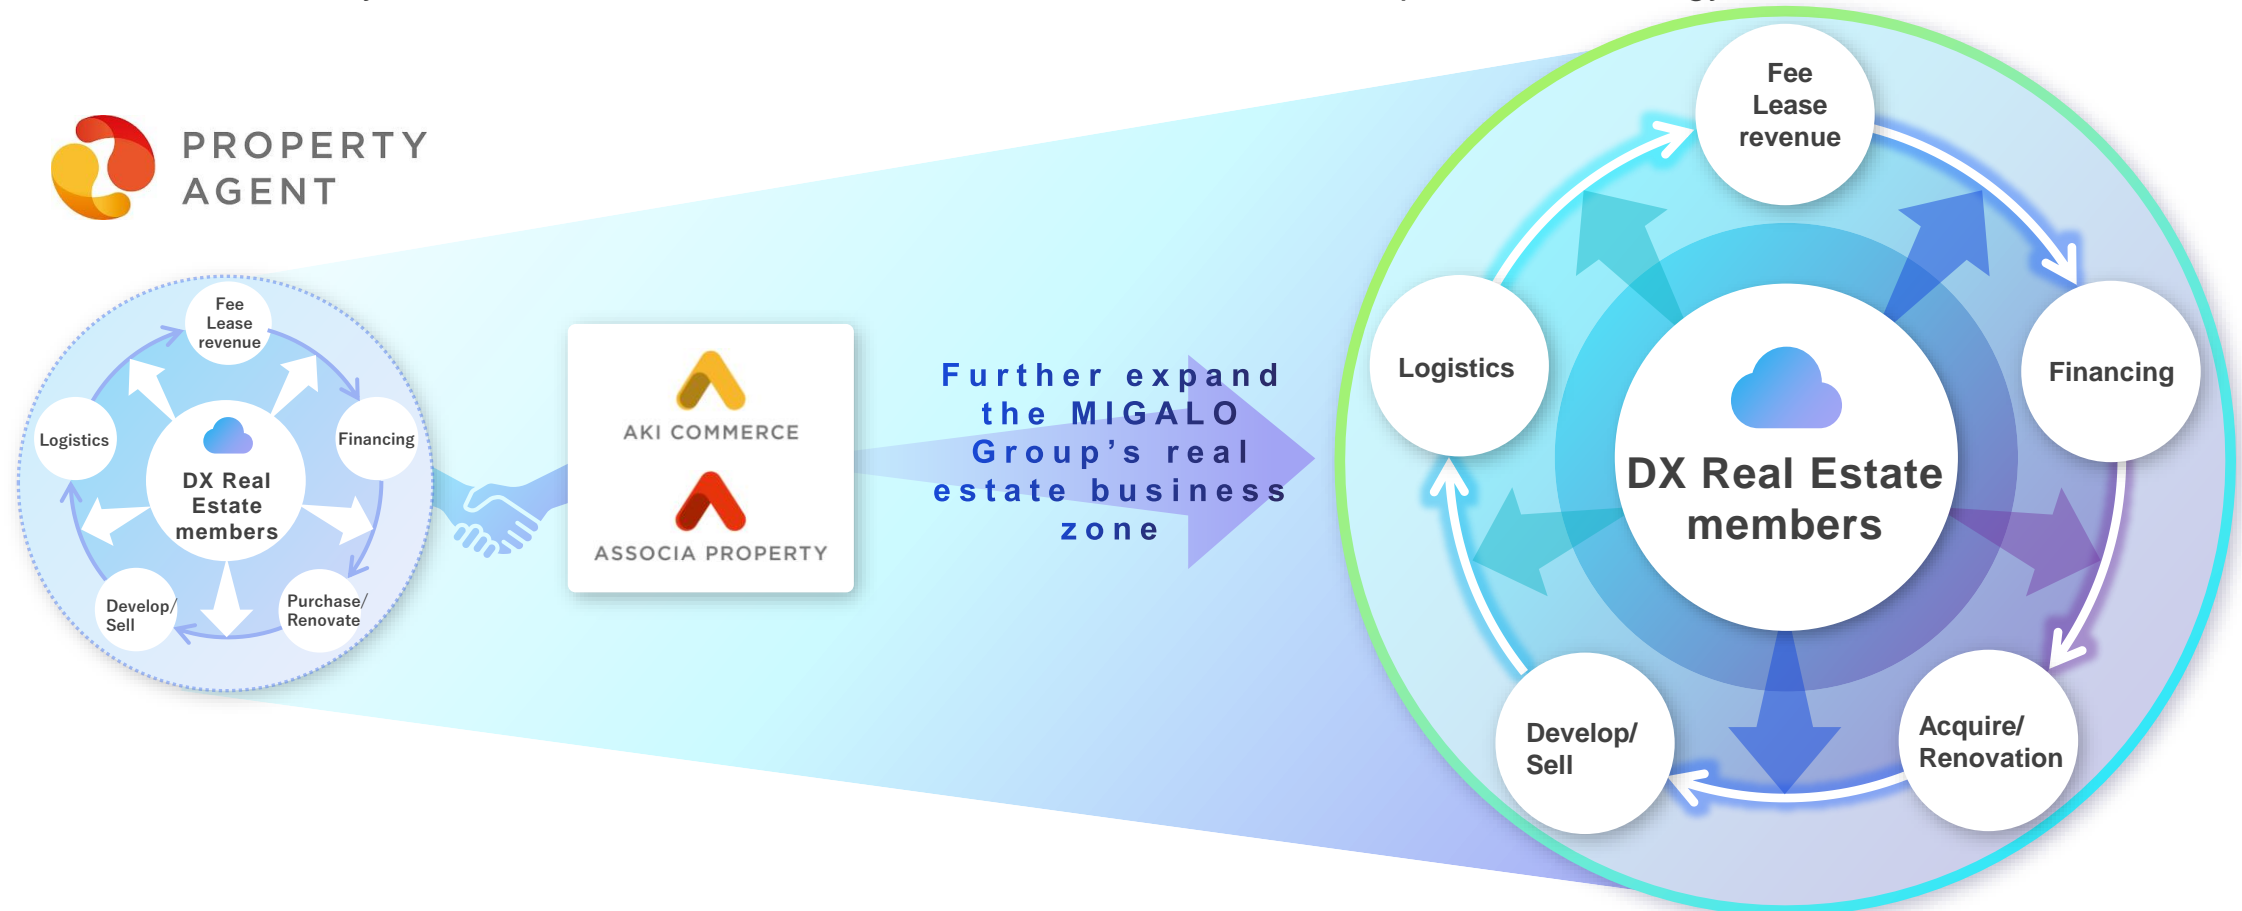 PROPERTY
AGENT
Fee
Lease
revenue
Logistics
Financing
DX Real
Estate
members
Develop/
Sell
Purchase/
Renovate
AKI COMMERCE
ASSOCIA PROPERTY
Further expand
the MIGALO
Group’s real
estate business
zone
Fee
Lease
revenue
Logistics
Financing
DX Real Estate
members
Develop/
Sell
Acquire/
Renovation